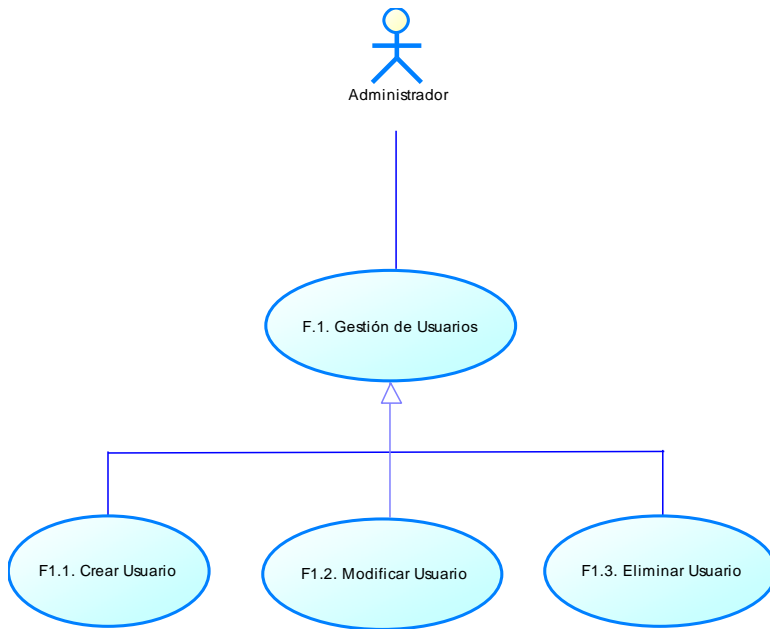 Administrador
F.1. Gestión de Usuarios
F1.1. Crear Usuario
F1.2. Modificar Usuario
F1.3. Eliminar Usuario